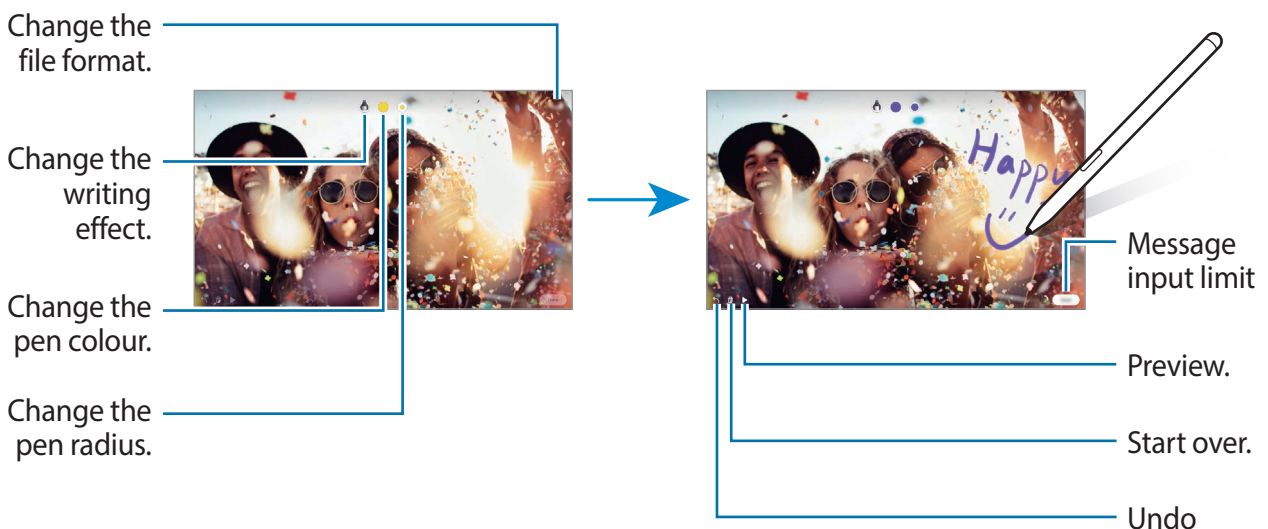 Change the
file format.
Change the
writing
effect.
Change the
pen colour.
Change the
pen radius.
Happy
Message
input limit
Preview.
Start over.
Undo